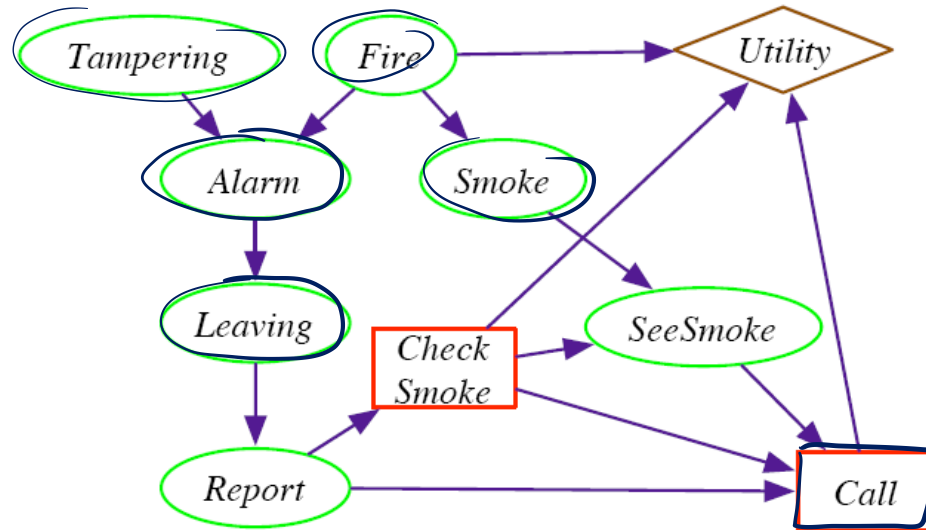 Tampering
Fire
Utility
Alarm
Smoke
Leaving
Check
Smoke
SeeSmoke
Report
Call